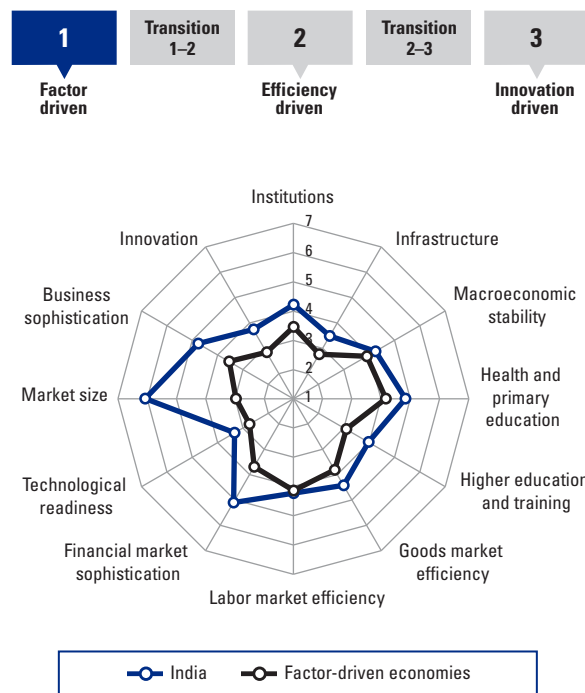 1
Transition
1–2
2
Transition
2–3
3
Factor
driven
Efficiency
driven
Innovation
driven
Institutions
7
6
5
4
3
2
1
Infrastructure
Macroeconomic
stability
Health and
primary
education
Higher education
and training
Goods market
efficiency
Labor market efficiency
Financial market
sophistication
Technological
readiness
Market size
Business
sophistication
Innovation
India
Factor-driven economies